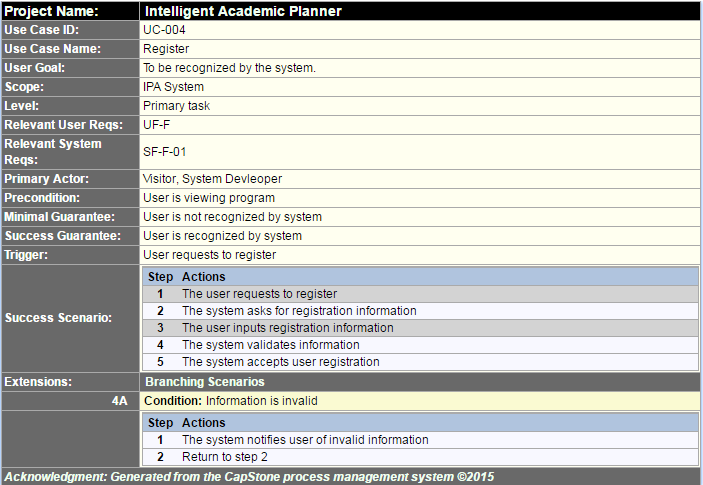 Project Name: Intelligent Academic Planner
Use Case ID: UC-004
Use Case Name: Register
User Goal: To be recognized by the system.
Scope: IPA System
Level: Primary task
Relevant User Reqs: UF-F
Relevant System
Reqs: SF-F-01
Primary Actor: Visitor, System Devleoper
Precondition: User is viewing program
Minimal Guarantee: User is not recognized by system
Success Guarantee: User is recognized by system
Trigger: User requests to register
Success Scenario:
Step Actions
1 The user requests to register
2 The system asks for registration information
3 The user inputs registration information
4 The system validates information
5 The system accepts user registration
Extensions: Branching Scenarios
4A Condition: Information is invalid
Step Actions
1 The system notifies user of invalid information
2 Return to step 2
Acknowledgment: Generated from the CapStone process management system ©2015